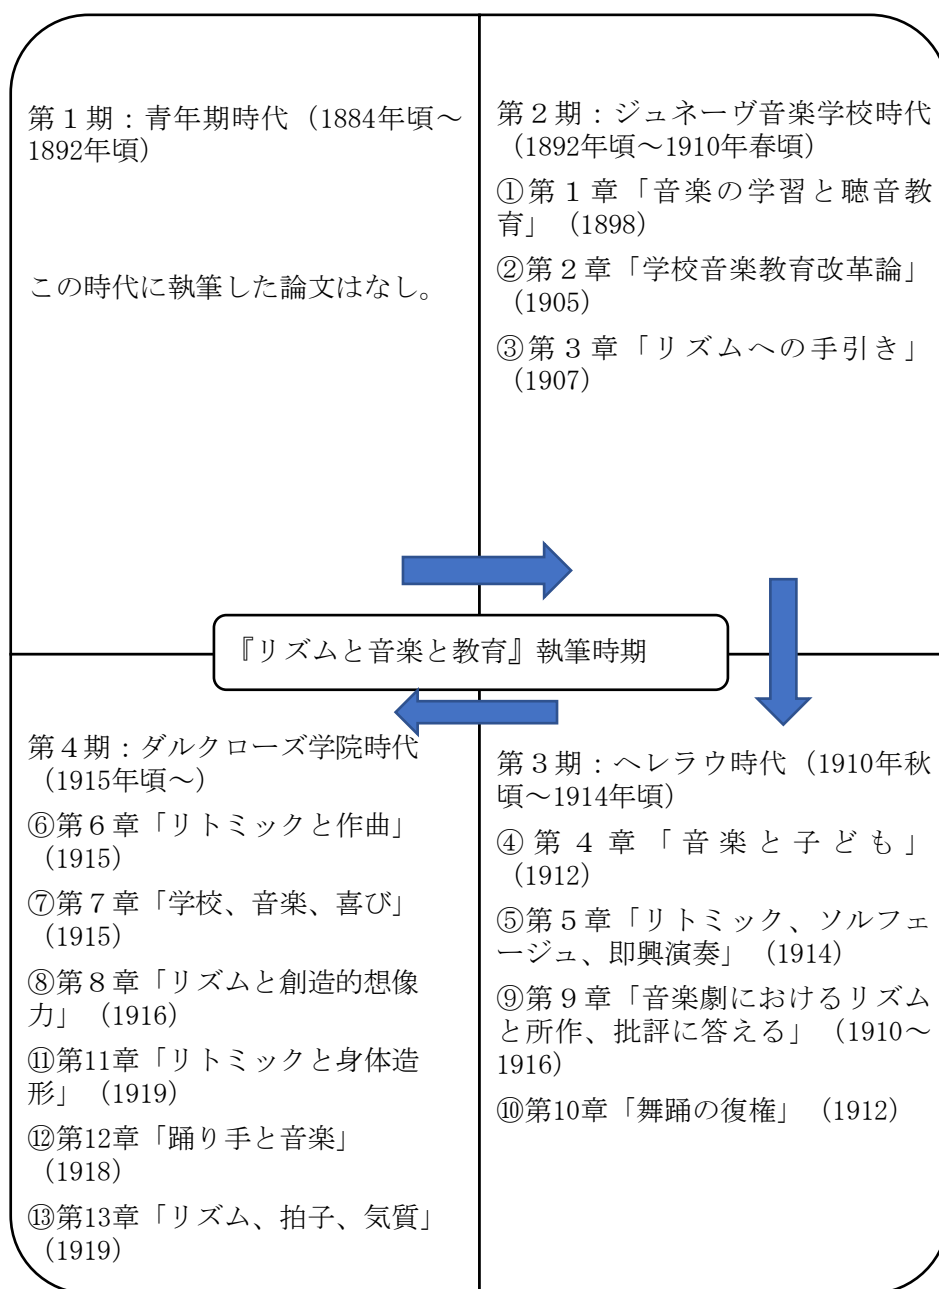 第１期：青年期時代（1884年頃～
1892年頃）
この時代に執筆した論文はなし。
第２期：ジュネーヴ音楽学校時代
（1892年頃～1910年春頃）
①第１章「音楽の学習と聴音教
育」（1898）
②第２章「学校音楽教育改革論」
（1905）
③第３章「リズムへの手引き」
（1907）
『リズムと音楽と教育』執筆時期
第３期：ヘレラウ時代（1910年秋
頃～1914年頃）
④第４章「音楽と子ども」
（1912）
⑤第５章「リトミック、ソルフェ
ージュ、即興演奏」（1914）
⑨第９章「音楽劇におけるリズム
と所作、批評に答える」（1910～
1916）
⑩第10章「舞踊の復権」（1912）
第４期：ダルクローズ学院時代
（1915年頃～）
⑥第６章「リトミックと作曲」
（1915）
⑦第７章「学校、音楽、喜び」
（1915）
⑧第８章「リズムと創造的想像
力」（1916）
⑪第11章「リトミックと身体造
形」（1919）
⑫第12章「踊り手と音楽」
（1918）
⑬第13章「リズム、拍子、気質」
（1919）